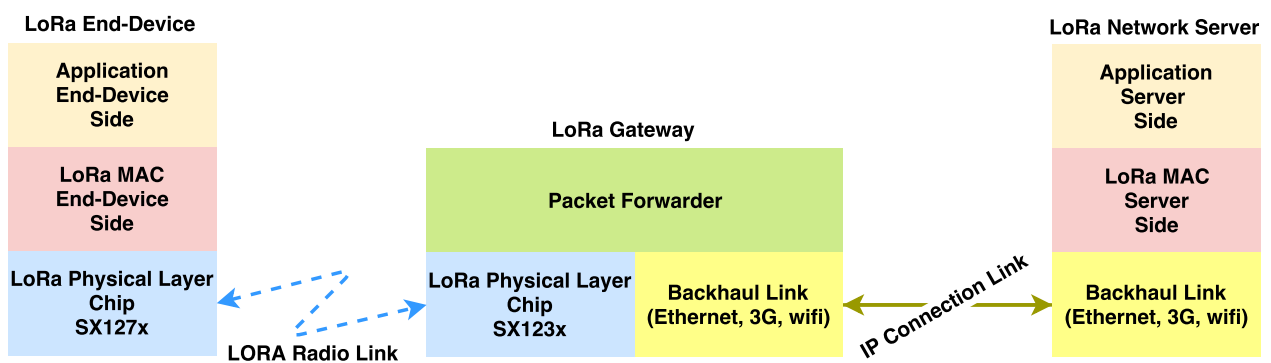 LoRa End-Device
Application
End-Device
Side
LoRa MAC
End-Device
Side
LoRa Physical Layer
Chip
SX127x
LORA Radio Link
LoRa Gateway
Packet Forwarder
LoRa Physical Layer
Chip
SX123x
Backhaul Link
(Ethernet, 3G, wifi)
IP Connection Link
LoRa Network Server
Application
Server
Side
LoRa MAC
Server
Side
Backhaul Link
(Ethernet, 3G, wifi)